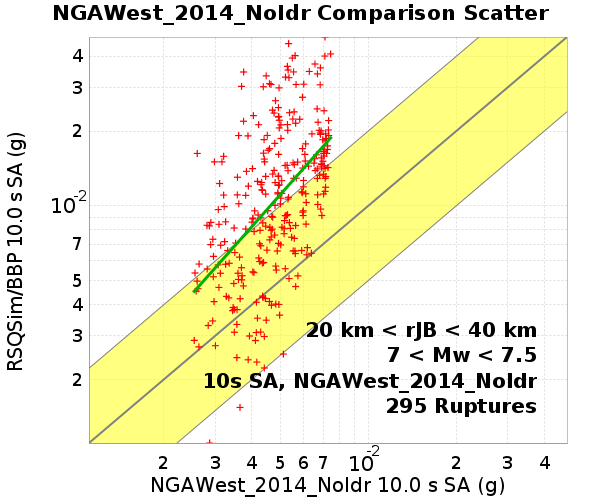 NGAWest_2014_NoIdr Comparison Scatter
RSQSim/BBP 10.0 s SA (g)
4
3
2
10-2
7
5
4
3
2
20 km < rJB < 40 km
7 < Mw < 7.5
10s SA, NGAWest_2014_NoIdr
295 Ruptures
2 3 4 5 6 7 10-2 2 3 4
NGAWest_2014_NoIdr 10.0 s SA (g)